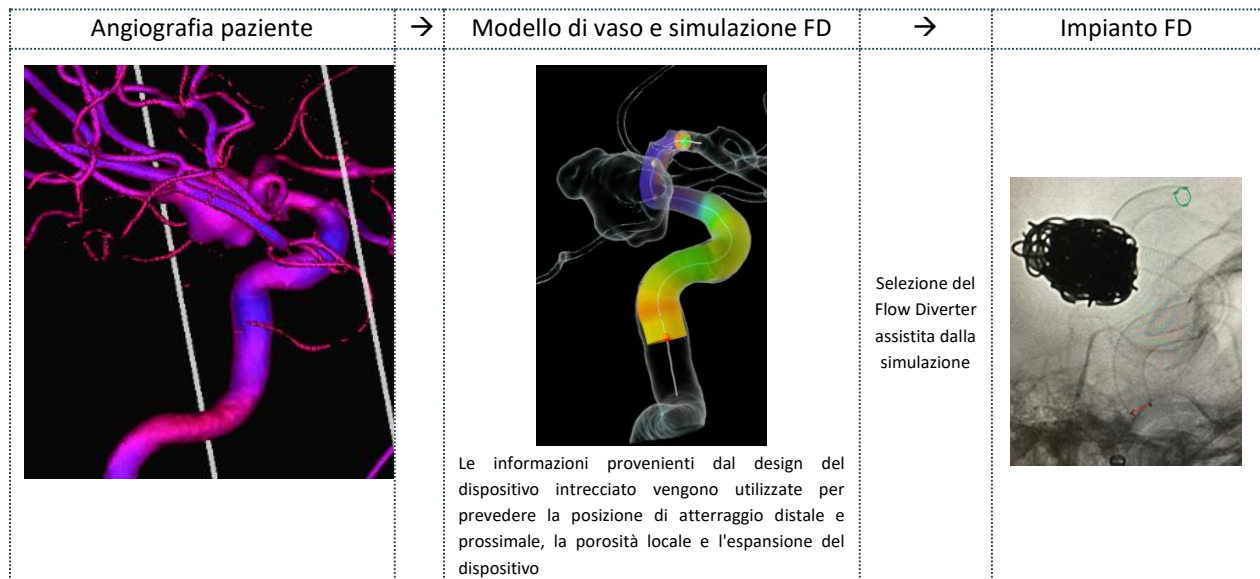 Angiografia paziente → Modello di vaso e simulazione FD → Impianto FD
Selezione del
Flow Diverter
assistita dalla
simulazione
Le informazioni provenienti dal design del
dispositivo intrecciato vengono utilizzate per
prevedere la posizione di atterraggio distale e
prossimale, la porosità locale e l'espansione del
dispositivo